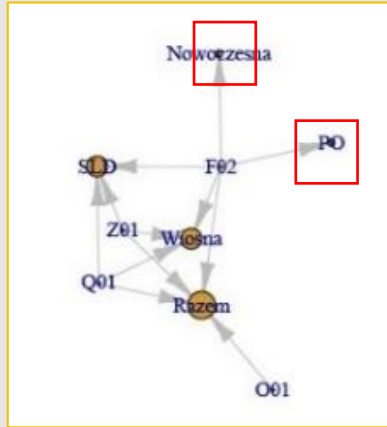 Nowoczesna
PO
SLD
F02
Z01
Wiosna
Q01
Razem
O01